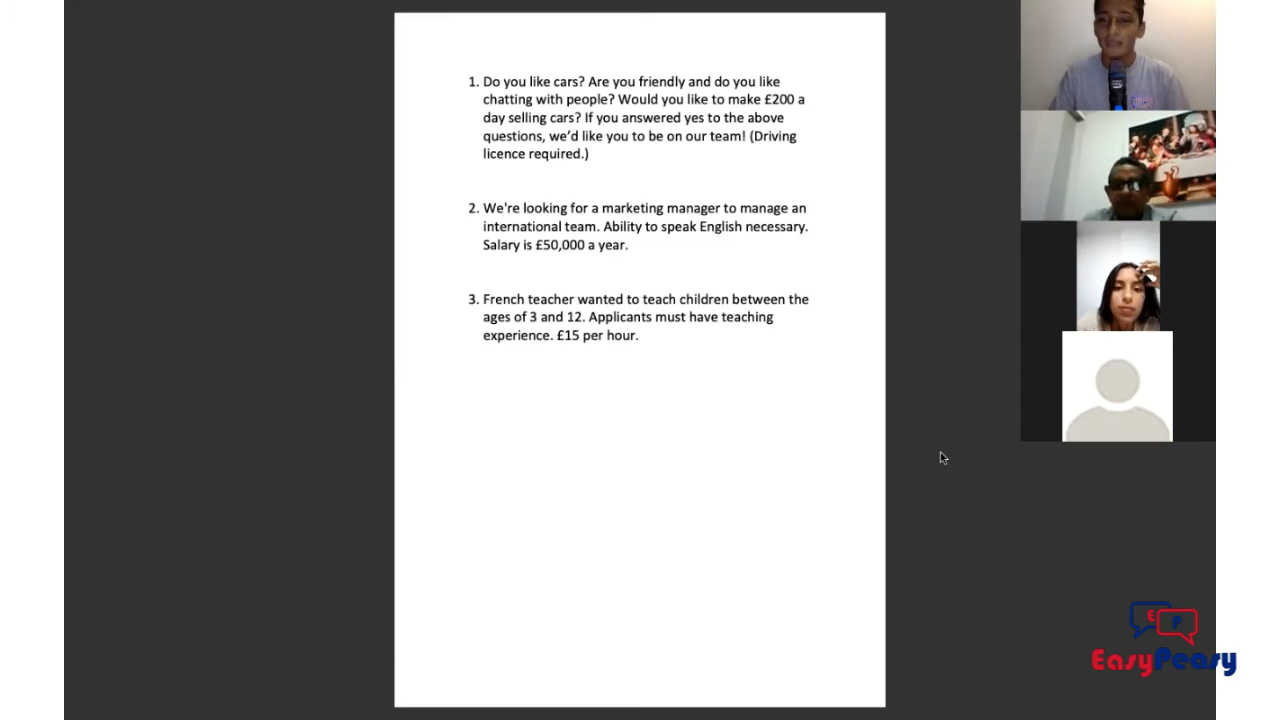 1. Do you like cars? Are you friendly and do you like
chatting with people? Would you like to make £200 a
day selling cars? If you answered yes to the above
questions, we’d like you to be on our team! (Driving
licence required.)
2. We're looking for a marketing manager to manage an
international team. Ability to speak English necessary.
Salary is £50,000 a year.
3. French teacher wanted to teach children between the
ages of 3 and 12. Applicants must have teaching
experience. £15 per hour.
E P
EasyPeasy